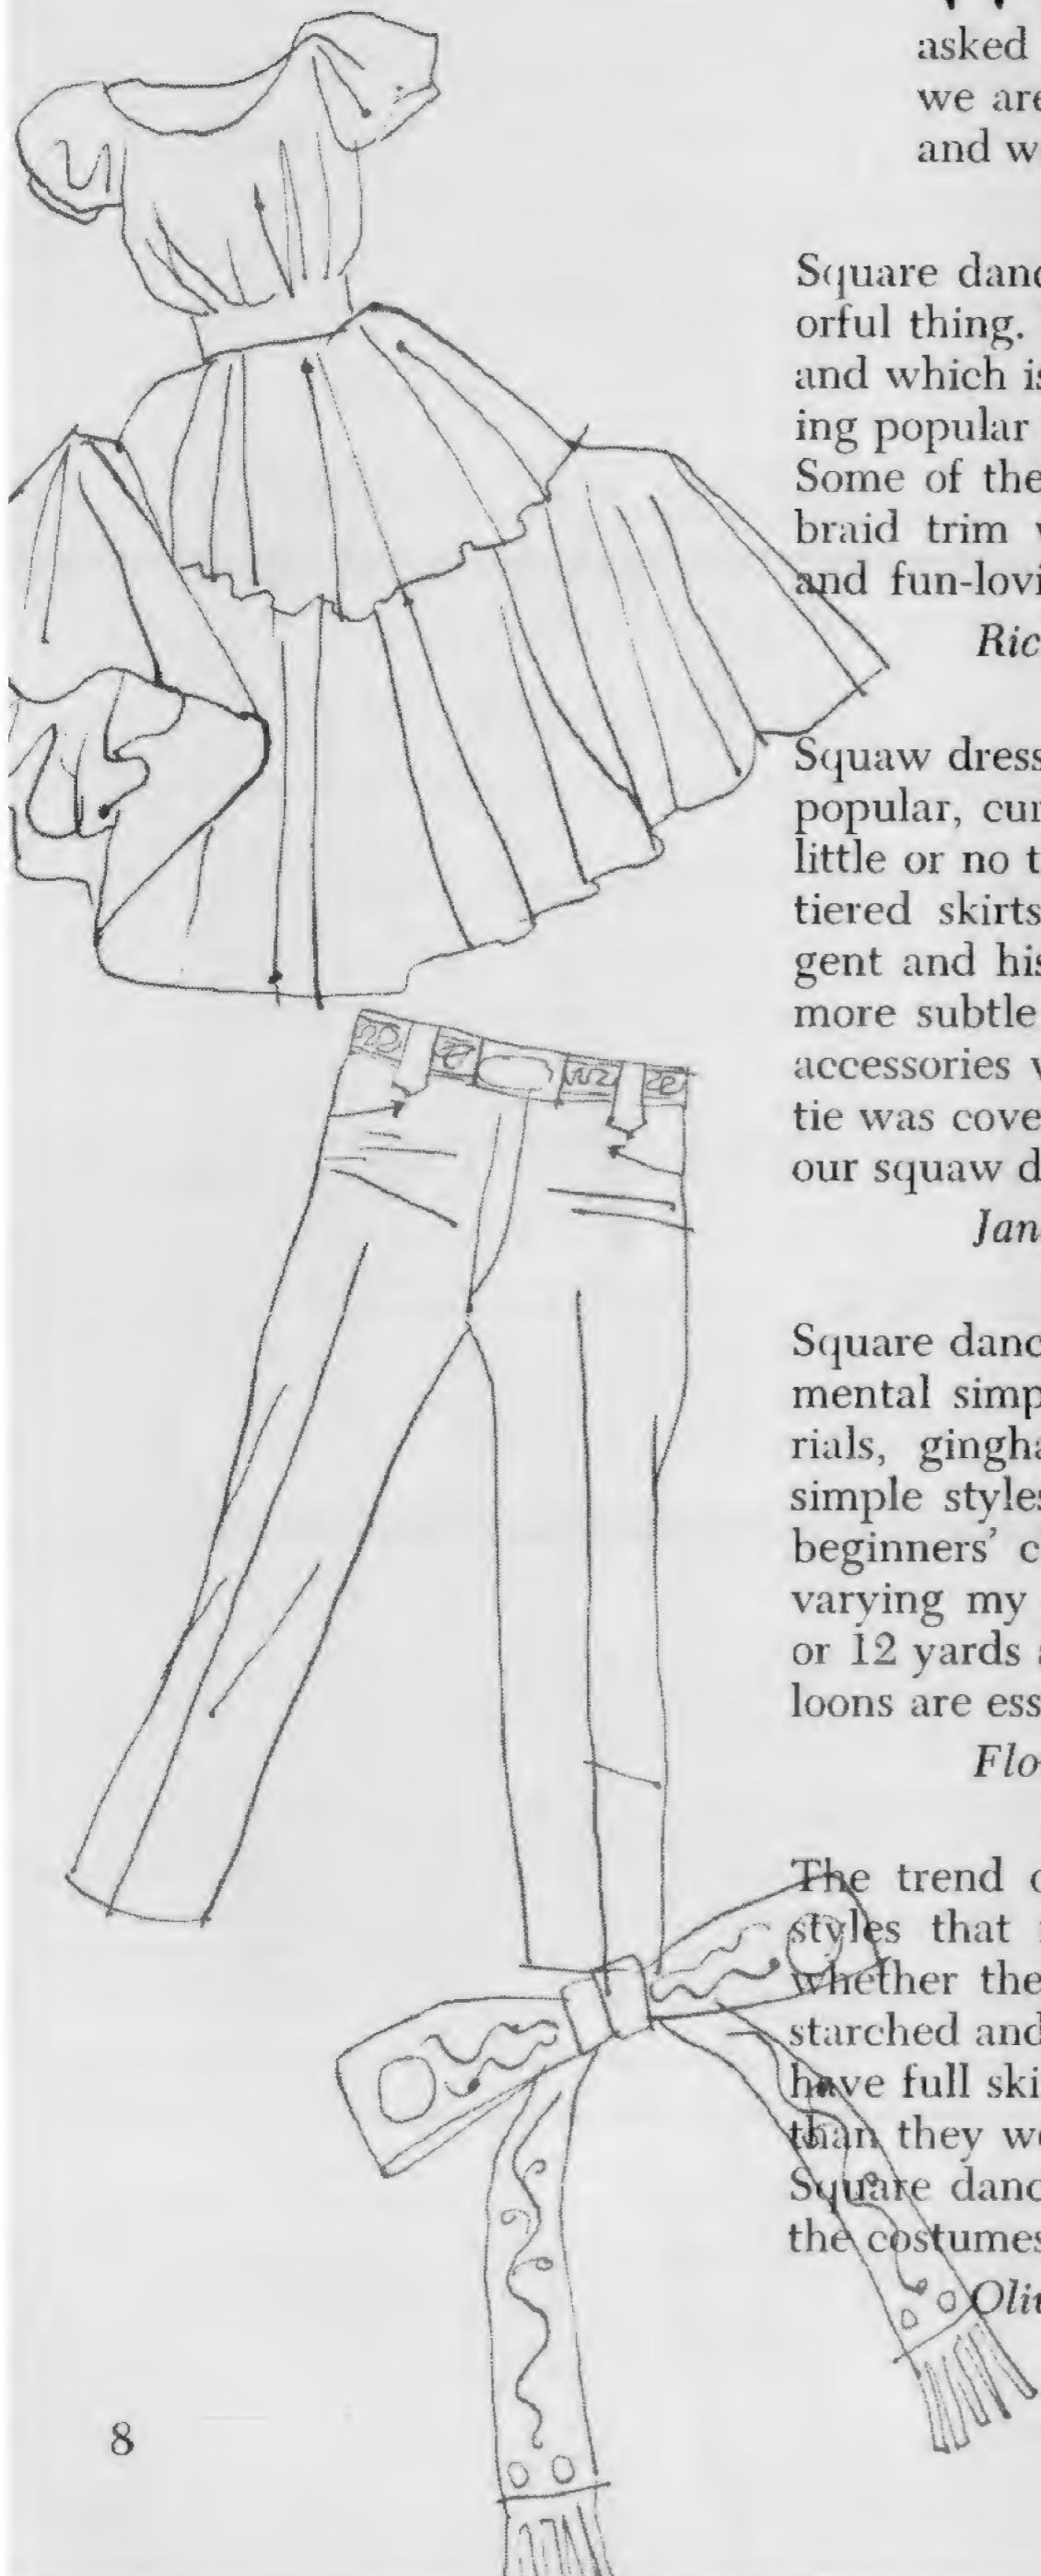 asked
we are
and w
Square danc
orful thing.
and which is
ing popular
Some of the
braid trim
and fun-lovi
Ric
Squaw dress
popular, cur
little or no t
tiered skirts
gent and his
more subtle
accessories
tie was cove
our squaw d
Jan
Square danc
mental simp
rials, gingha
simple styles
beginners' c
varying my
or 12 yards
loons are ess
Flo
The trend
styles that
whether the
starched and
have full ski
than they we
Square danc
the costumes
Oli
8